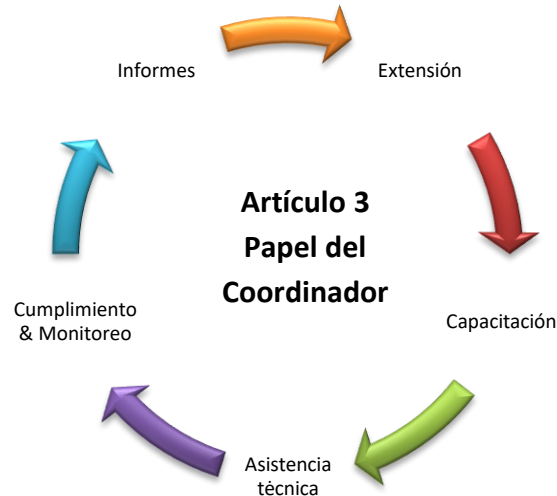 Informes
Extensión
Artículo 3
Papel del
Coordinador
Capacitación
Cumplimiento
& Monitoreo
Asistencia
técnica